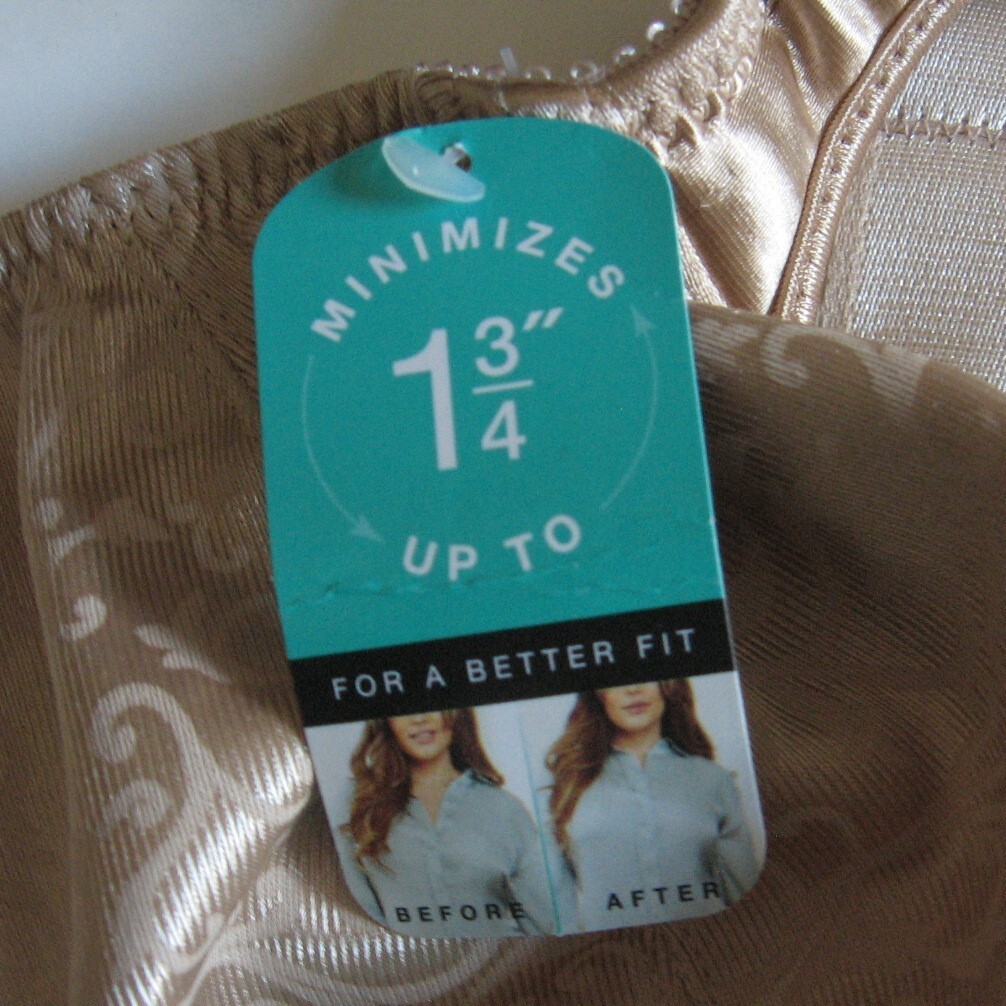 MINIMIZES
1 3/4"
UP TO
FOR A BETTER FIT
BEFORE
AFTER